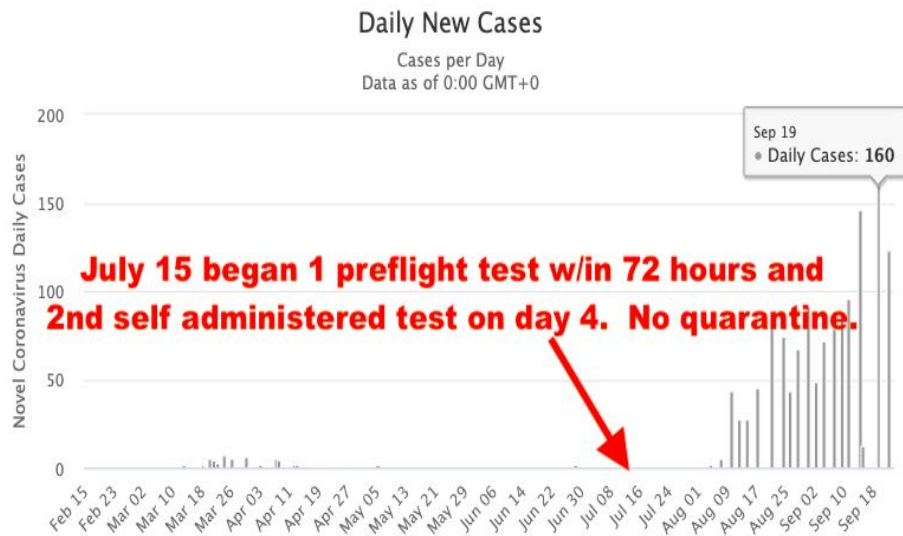 Daily New Cases
Cases per Day
Data as of 0:00 GMT+0
Novel Coronavirus Daily Cases
200
150
100
50
0
Sep 19
• Daily Cases: 160
July 15 began 1 preflight test w/in 72 hours and
2nd self administered test on day 4. No quarantine.
Feb 15
Feb 23
Mar 02
Mar 10
Mar 18
Mar 26
Apr 03
Apr 11
Apr 19
Apr 27
May 05
May 13
May 21
May 29
Jun 06
Jun 14
Jun 22
Jun 30
Jul 08
Jul 16
Jul 24
Aug 01
Aug 09
Aug 17
Aug 25
Sep 02
Sep 10
Sep 18